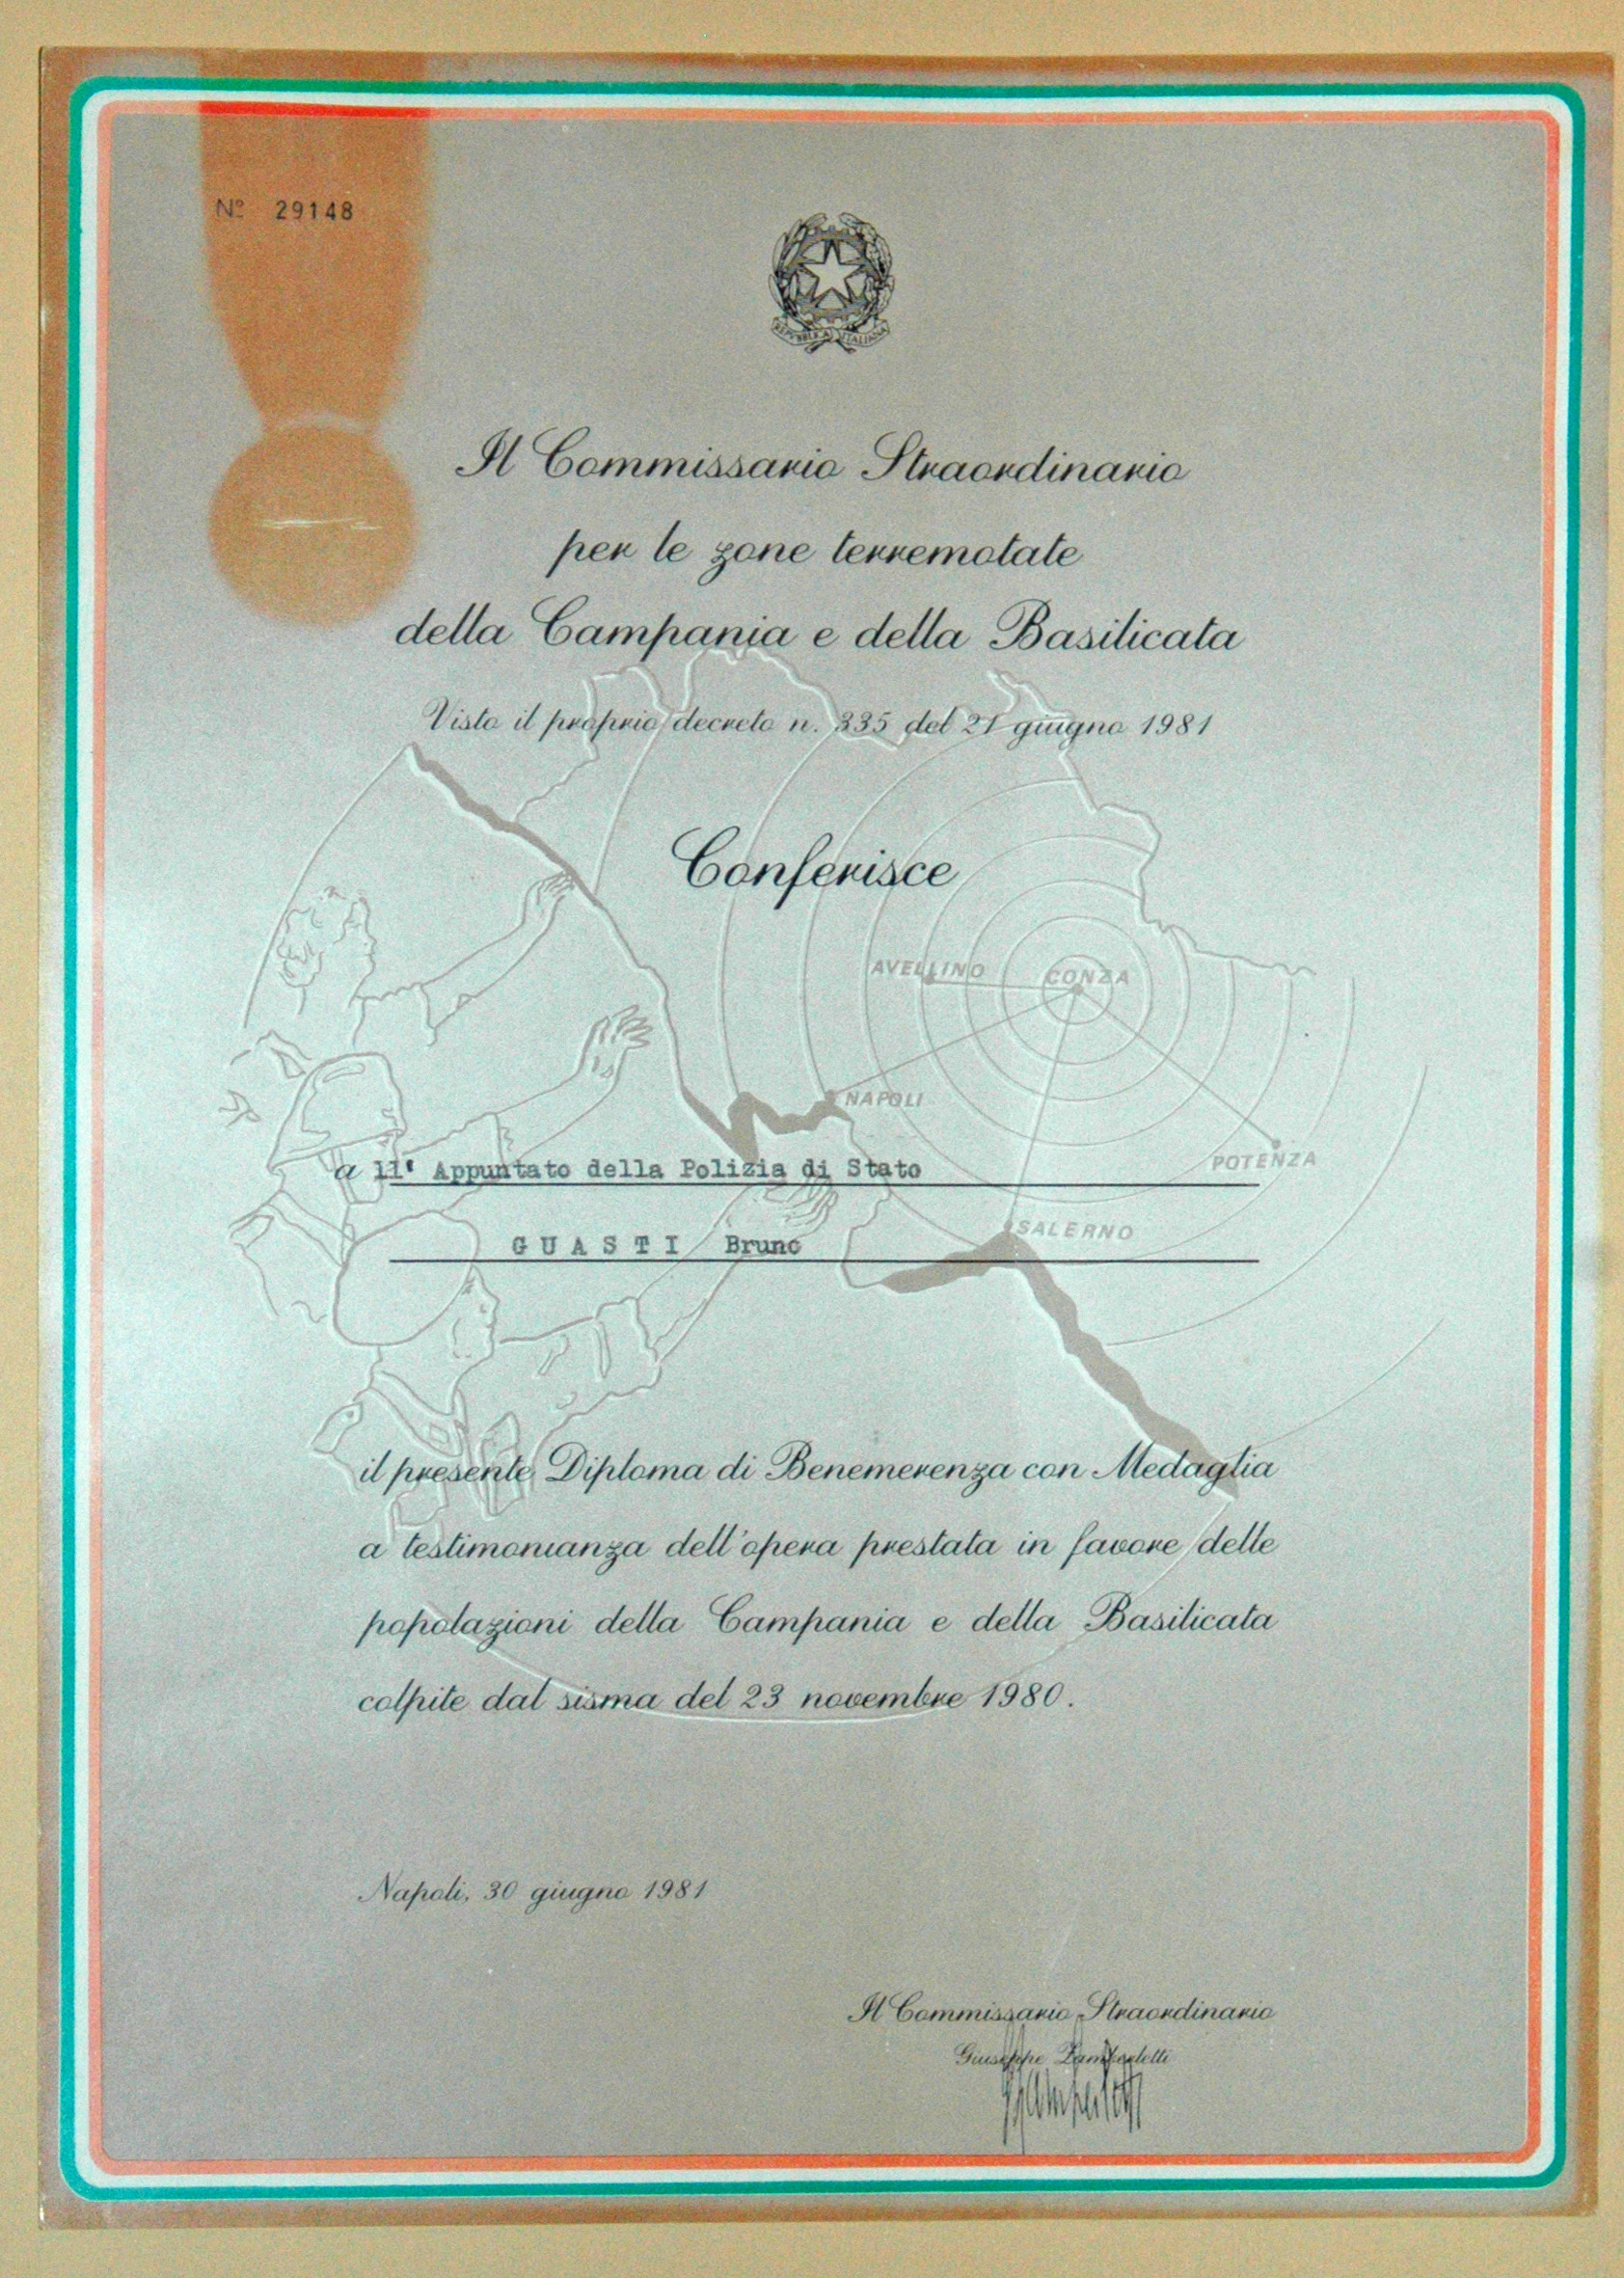 Nº 29148
REPVBBLICA ITALIANA
Il Commissario Straordinario
per le zone terremotate
della Campania e della Basilicata
Visto il proprio decreto n. 335 del 21 giugno 1981
Conferisce
AVELLINO
CONZA
NAPOLI
POTENZA
a ll' Appuntato della Polizia di Stato
SALERNO
GUASTI Bruno
il presente Diploma di Benemerenza con Medaglia
a testimonianza dell'opera prestata in favore delle
popolazioni della Campania e della Basilicata
colpite dal sisma del 23 novembre 1980.
Napoli, 30 giugno 1981
Il Commissario Straordinario
Giuseppe Zamberletti